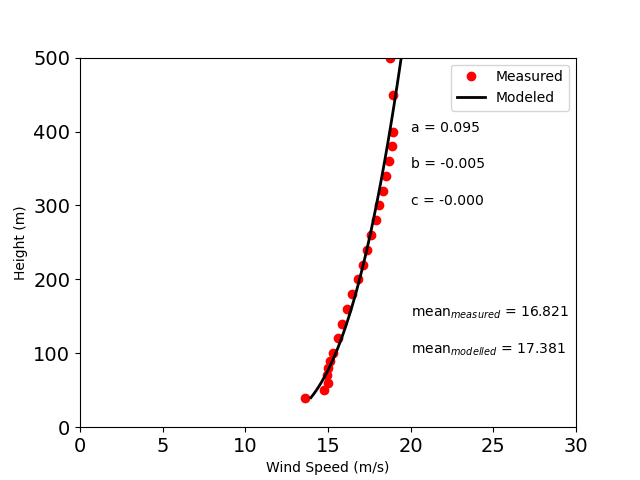 Measured
Modeled
a = 0.095
b = -0.005
c = -0.000
mean_measured = 16.821
mean_modelled = 17.381
500
400
300
200
100
0
Height (m)
0 5 10 15 20 25 30
Wind Speed (m/s)